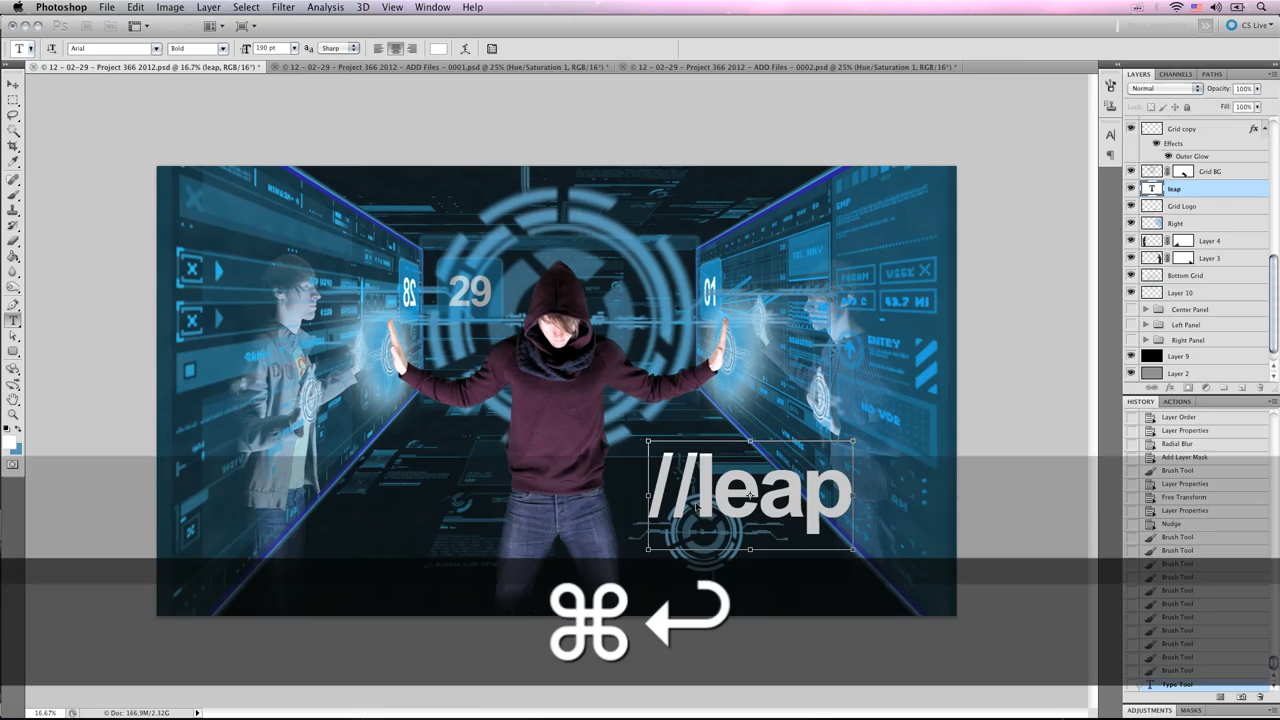 Photoshop File Edit Image Layer Select Filter Analysis 3D View Window Help
CS Live
T Arial Bold 190 pt Sharp
12 - 02-29 - Project 366 2012.psd @ 16.7% (leap, RGB/16*) *
12 - 02-29 - Project 366 2012 - ADD Files - 0001.psd @ 25% (Hue/Saturation 1, RGB/16*) *
12 - 02-29 - Project 366 2012 - ADD Files - 0002.psd @ 25% (Hue/Saturation 1, RGB/16*) *
LAYERS CHANNELS PATHS
Normal Opacity: 100%
Lock: Fill: 100%
Grid copy fx
Effects
Outer Glow
Grid BG
T leap
Grid Logo
Right
Layer 4
Layer 3
Bottom Grid
Layer 10
Center Panel
Left Panel
Right Panel
Layer 9
Layer 2
HISTORY ACTIONS
Layer Order
Layer Properties
Radial Blur
Add Layer Mask
Brush Tool
Layer Properties
Free Transform
Layer Properties
Nudge
Brush Tool
Brush Tool
Brush Tool
Brush Tool
Brush Tool
Brush Tool
Brush Tool
Brush Tool
Brush Tool
Brush Tool
Brush Tool
Type Tool
ADJUSTMENTS MASKS
28
29
01
PARAM WEEK
ENTRY
//leap
⌘↩
16.67% Doc: 166.9M/2.32G